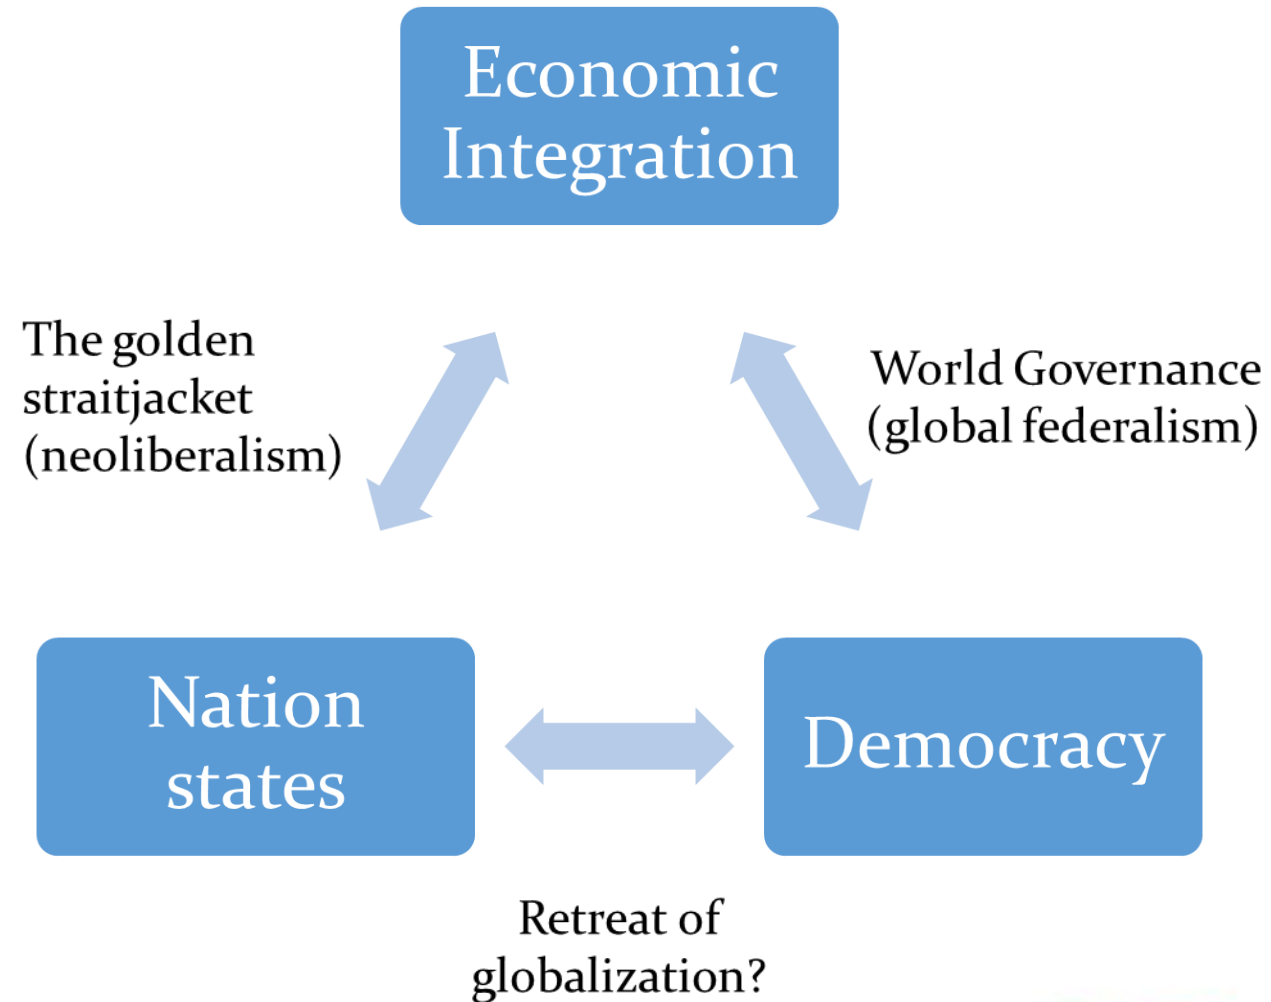 Economic
Integration
The golden
straitjacket
(neoliberalism)
World Governance
(global federalism)
Nation
states
Democracy
Retreat of
globalization?